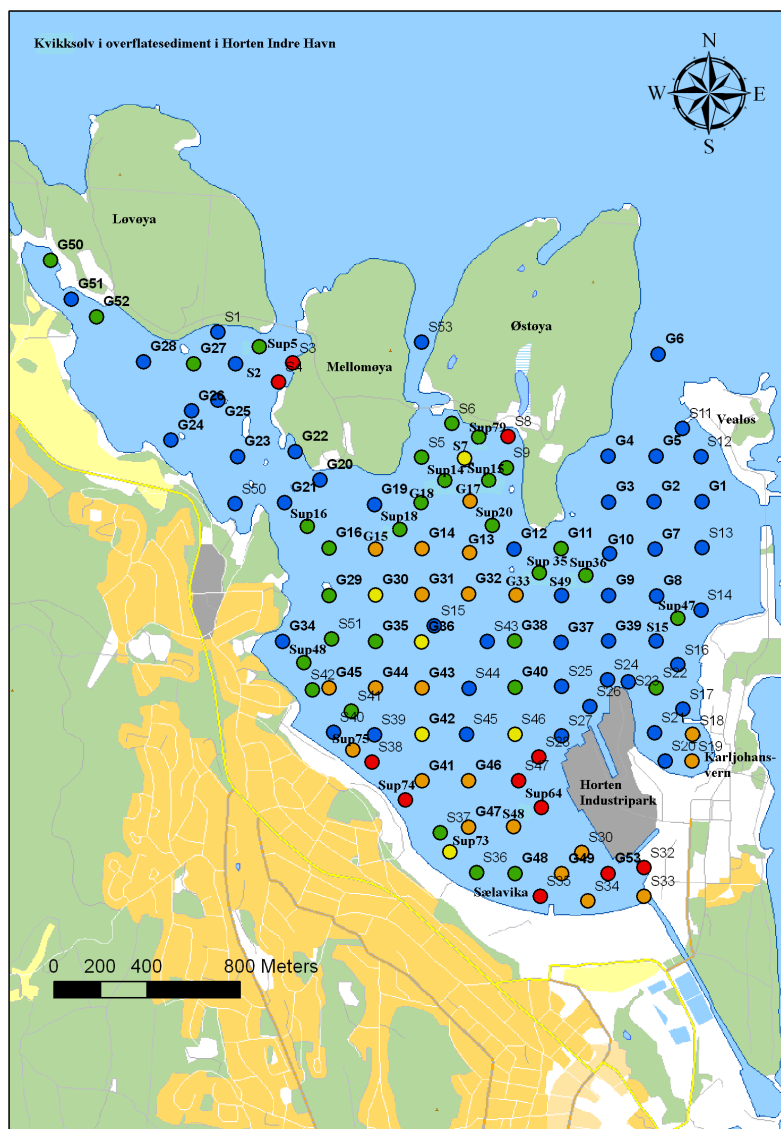 Kvikksølv i overflatesediment i Horten Indre Havn
N
W E
S
Løvøya
Østøya
Mellomøya
Vealøs
G50
G51
G52
S1
S53
G6
G28
G27
Sup5
S3
S2
S4
G26
G25
G24
G23
G22
S6
Sup79
S8
S11
S5
S7
S9
G4
G5
S12
G20
Sup14
Sup15
S50
G21
G19
G18
G17
G3
G2
G1
Sup16
Sup18
Sup20
G16
G15
G14
G13
G12
G11
G10
G7
S13
Sup 35
Sup36
G29
G30
G31
G32
G33
S49
G9
G8
S14
Sup47
S15
G34
S51
G35
G36
S43
G38
G37
G39
S15
Sup48
S16
S42
G45
G44
G43
S44
G40
S25
S24
S23
S22
S41
S26
S17
S40
S39
G42
S45
S46
S27
S21
S18
Sup75
S38
S28
S20
S19
Karljohans-
vern
G41
G46
S47
Sup74
Sup64
Horten
Industripark
S37
G47
S48
Sup73
S30
S36
G48
G49
G53
S32
Sælavika
S35
S34
S33
0 200 400 800 Meters